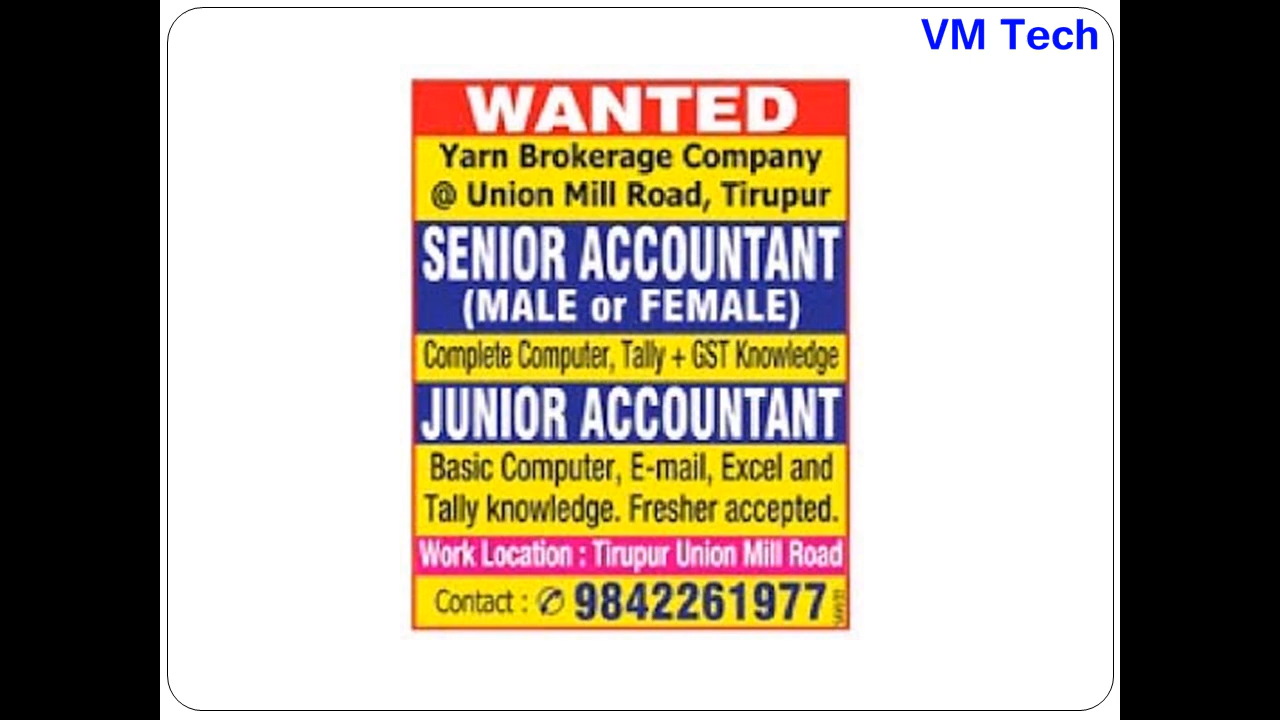 VM Tech
WANTED
Yarn Brokerage Company
@ Union Mill Road, Tirupur
SENIOR ACCOUNTANT
(MALE or FEMALE)
Complete Computer, Tally + GST Knowledge
JUNIOR ACCOUNTANT
Basic Computer, E-mail, Excel and
Tally knowledge. Fresher accepted.
Work Location : Tirupur Union Mill Road
Contact : ✆ 9842261977